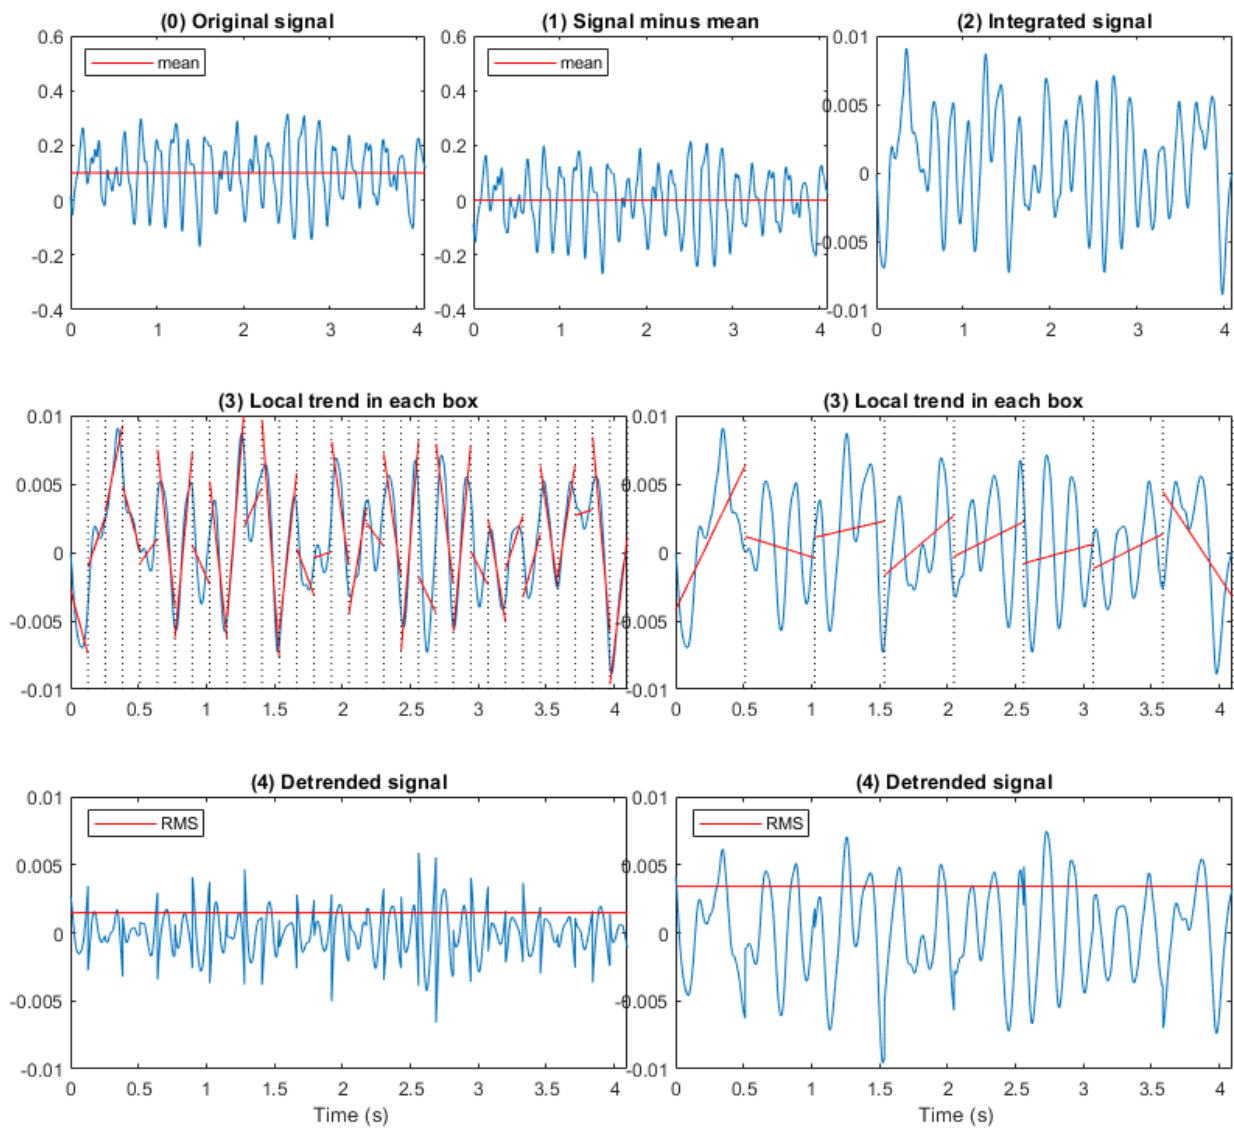 (0) Original signal
(1) Signal minus mean
(2) Integrated signal
0.6
0.4
0.2
0
-0.2
-0.4
mean
0 1 2 3 4
0.6
0.4
0.2
0
-0.2
-0.4
mean
0 1 2 3 4
0.01
0.005
0
-0.005
-0.01
0 1 2 3 4
(3) Local trend in each box
(3) Local trend in each box
0.01
0.005
0
-0.005
-0.01
0 0.5 1 1.5 2 2.5 3 3.5 4
0.01
0.005
0
-0.005
-0.01
0 0.5 1 1.5 2 2.5 3 3.5 4
(4) Detrended signal
(4) Detrended signal
0.01
0.005
0
-0.005
-0.01
RMS
0 0.5 1 1.5 2 2.5 3 3.5 4
Time (s)
0.01
0.005
0
-0.005
-0.01
RMS
0 0.5 1 1.5 2 2.5 3 3.5 4
Time (s)